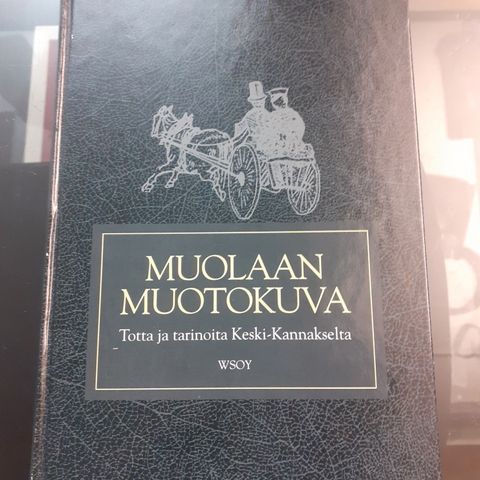 MUOLAAN
MUOTOKUVA
Totta ja tarinoita Keski-Kannakselta
WSOY